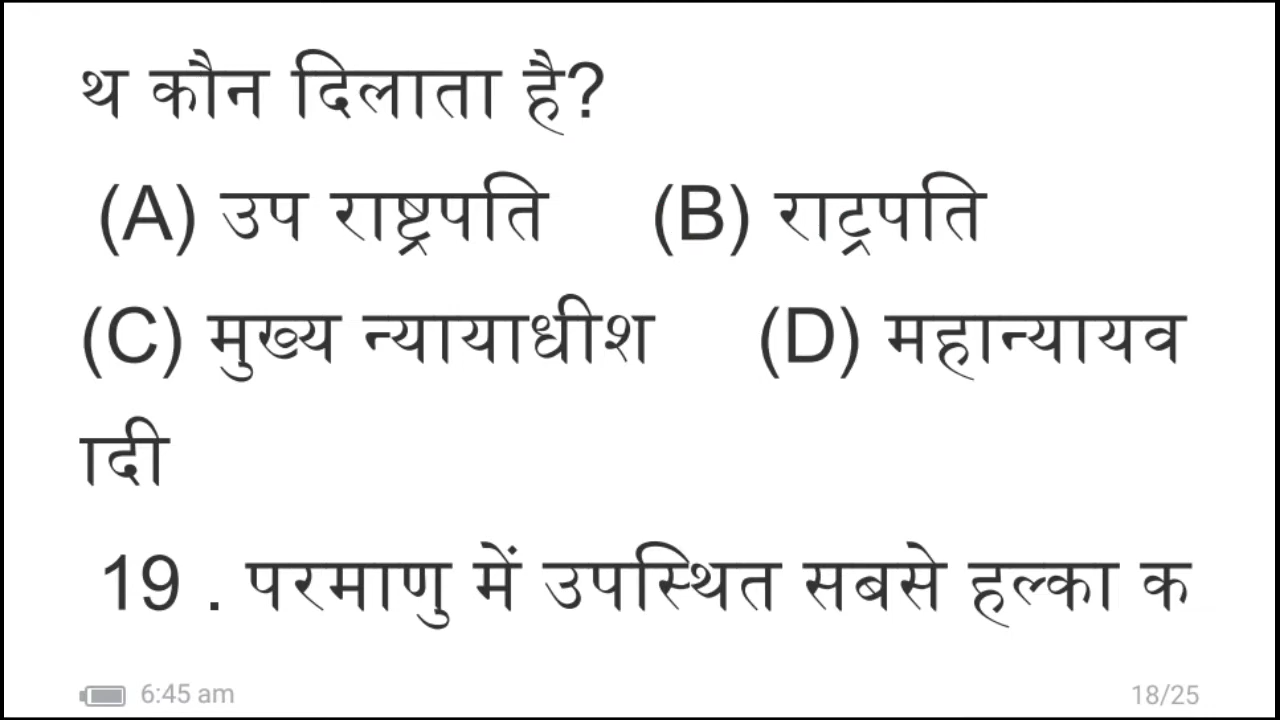 थ कौन दिलाता है?
(A) उप राष्ट्रपति (B) राट्रपति
(C) मुख्य न्यायाधीश (D) महान्यायव
ादी
19 . परमाणु में उपस्थित सबसे हल्का क
6:45 am 18/25